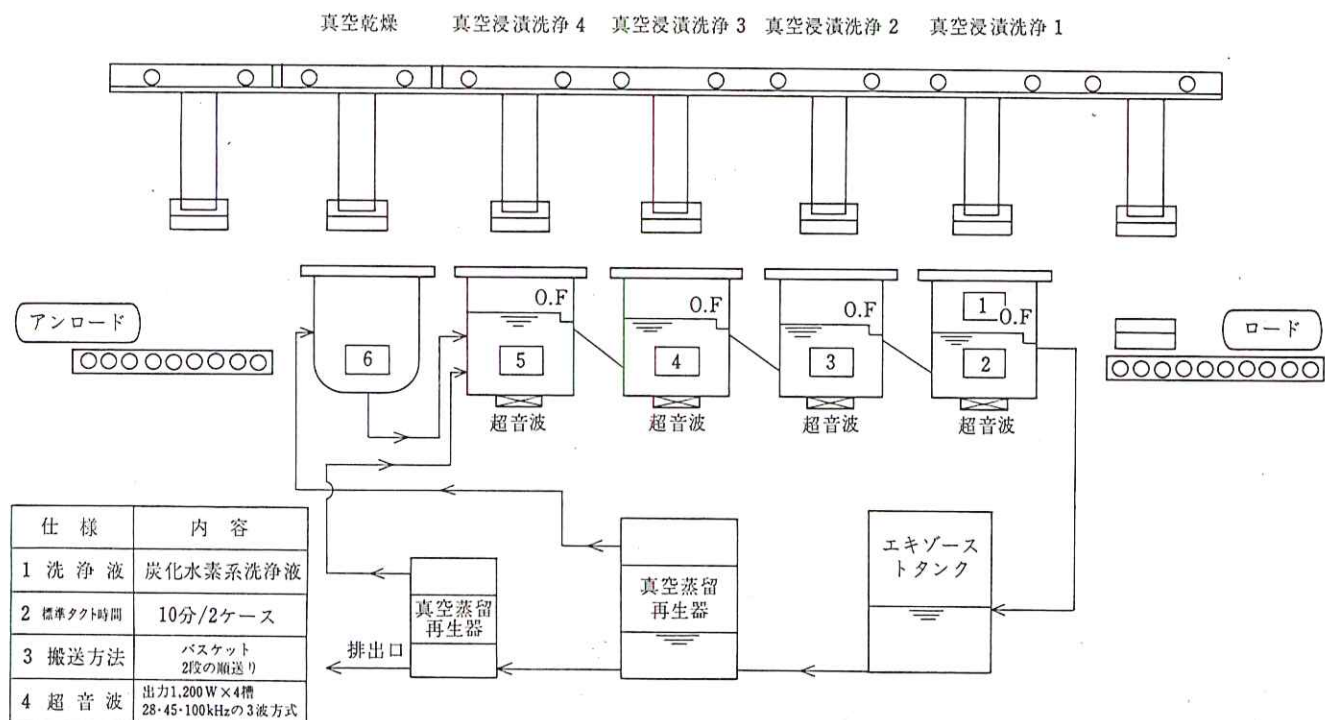 真空乾燥
真空浸漬洗浄 4
真空浸漬洗浄 3
真空浸漬洗浄 2
真空浸漬洗浄 1
アンロード
6
O.F
5
O.F
4
O.F
3
1
O.F
2
ロード
超音波
超音波
超音波
超音波
仕様
内容
1 洗浄液
炭化水素系洗浄液
2 標準タクト時間
10分/2ケース
3 搬送方法
バスケット
2段の順送り
4 超音波
出力1,200W×4槽
28・45・100kHzの3波方式
真空蒸留
再生器
排出口
真空蒸留
再生器
エキゾース
トタンク